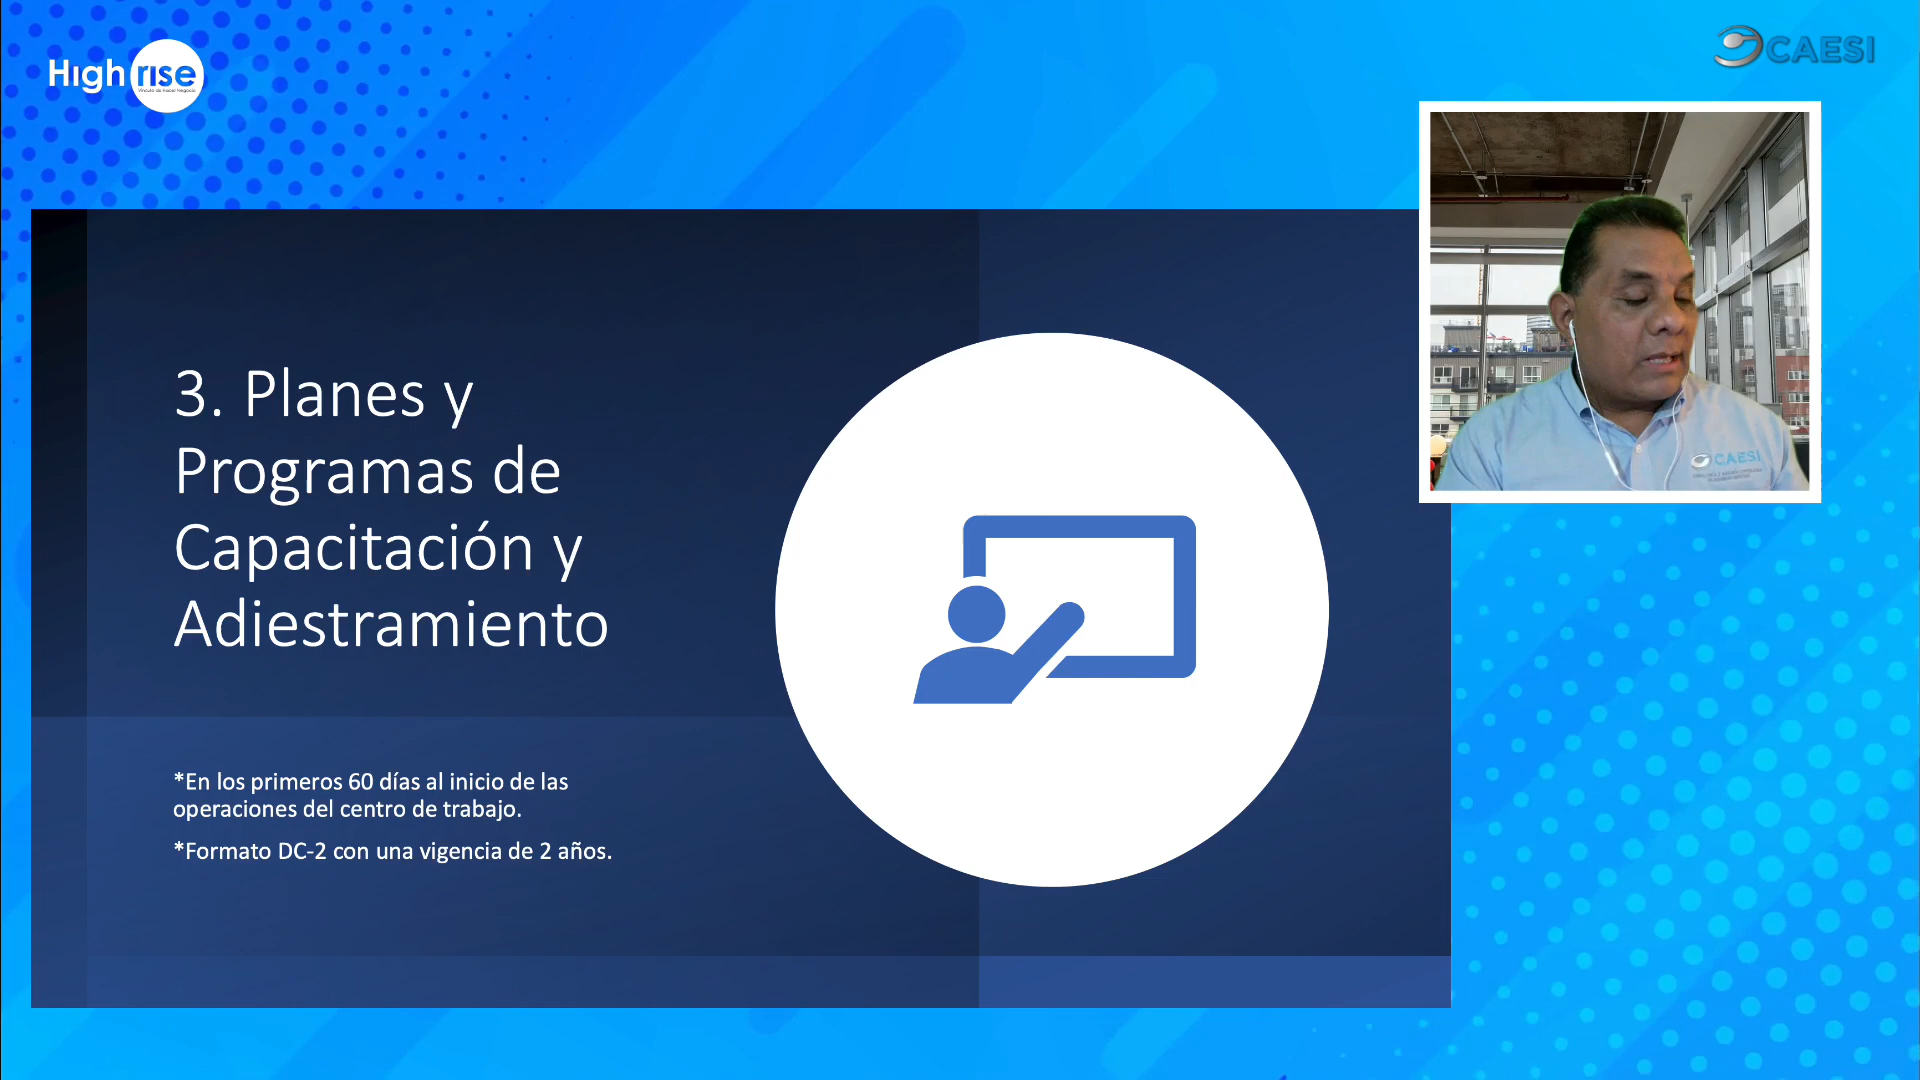 High rise
CAESI
3. Planes y
Programas de
Capacitación y
Adiestramiento
*En los primeros 60 días al inicio de las
operaciones del centro de trabajo.
*Formato DC-2 con una vigencia de 2 años.
CAESI